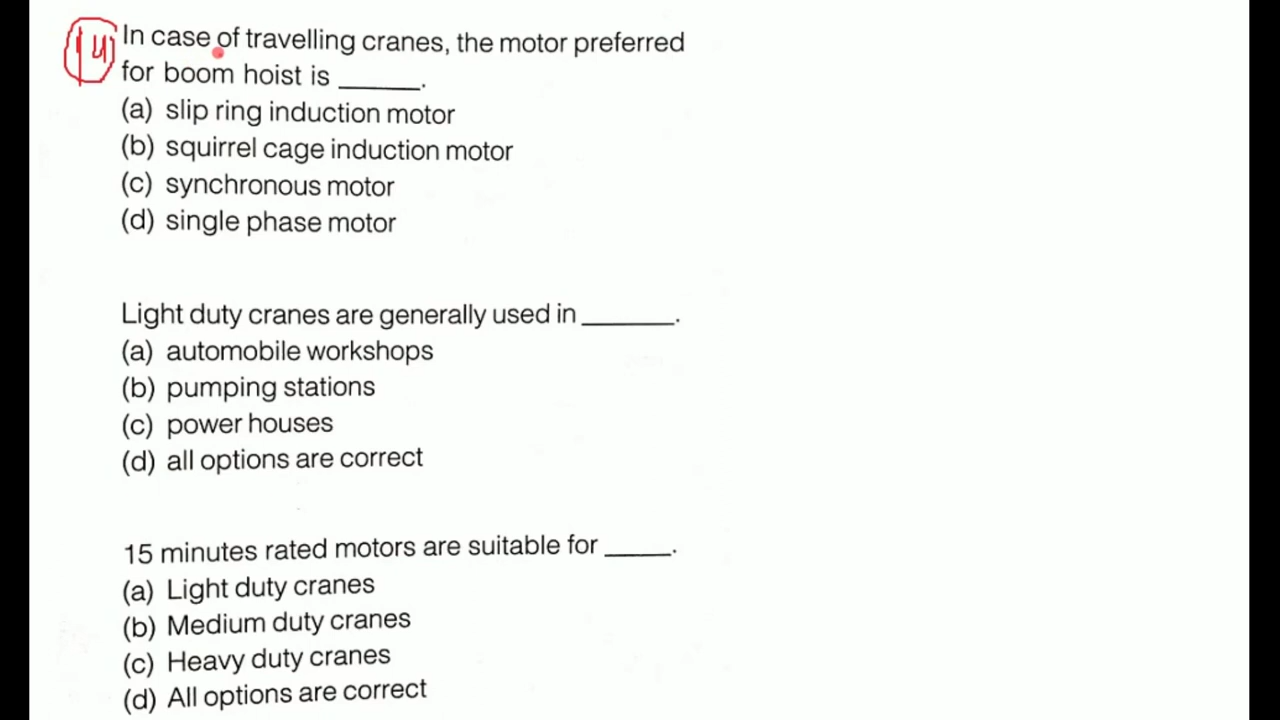 14
In case of travelling cranes, the motor preferred
for boom hoist is ______.
(a) slip ring induction motor
(b) squirrel cage induction motor
(c) synchronous motor
(d) single phase motor
Light duty cranes are generally used in ______.
(a) automobile workshops
(b) pumping stations
(c) power houses
(d) all options are correct
15 minutes rated motors are suitable for _____.
(a) Light duty cranes
(b) Medium duty cranes
(c) Heavy duty cranes
(d) All options are correct